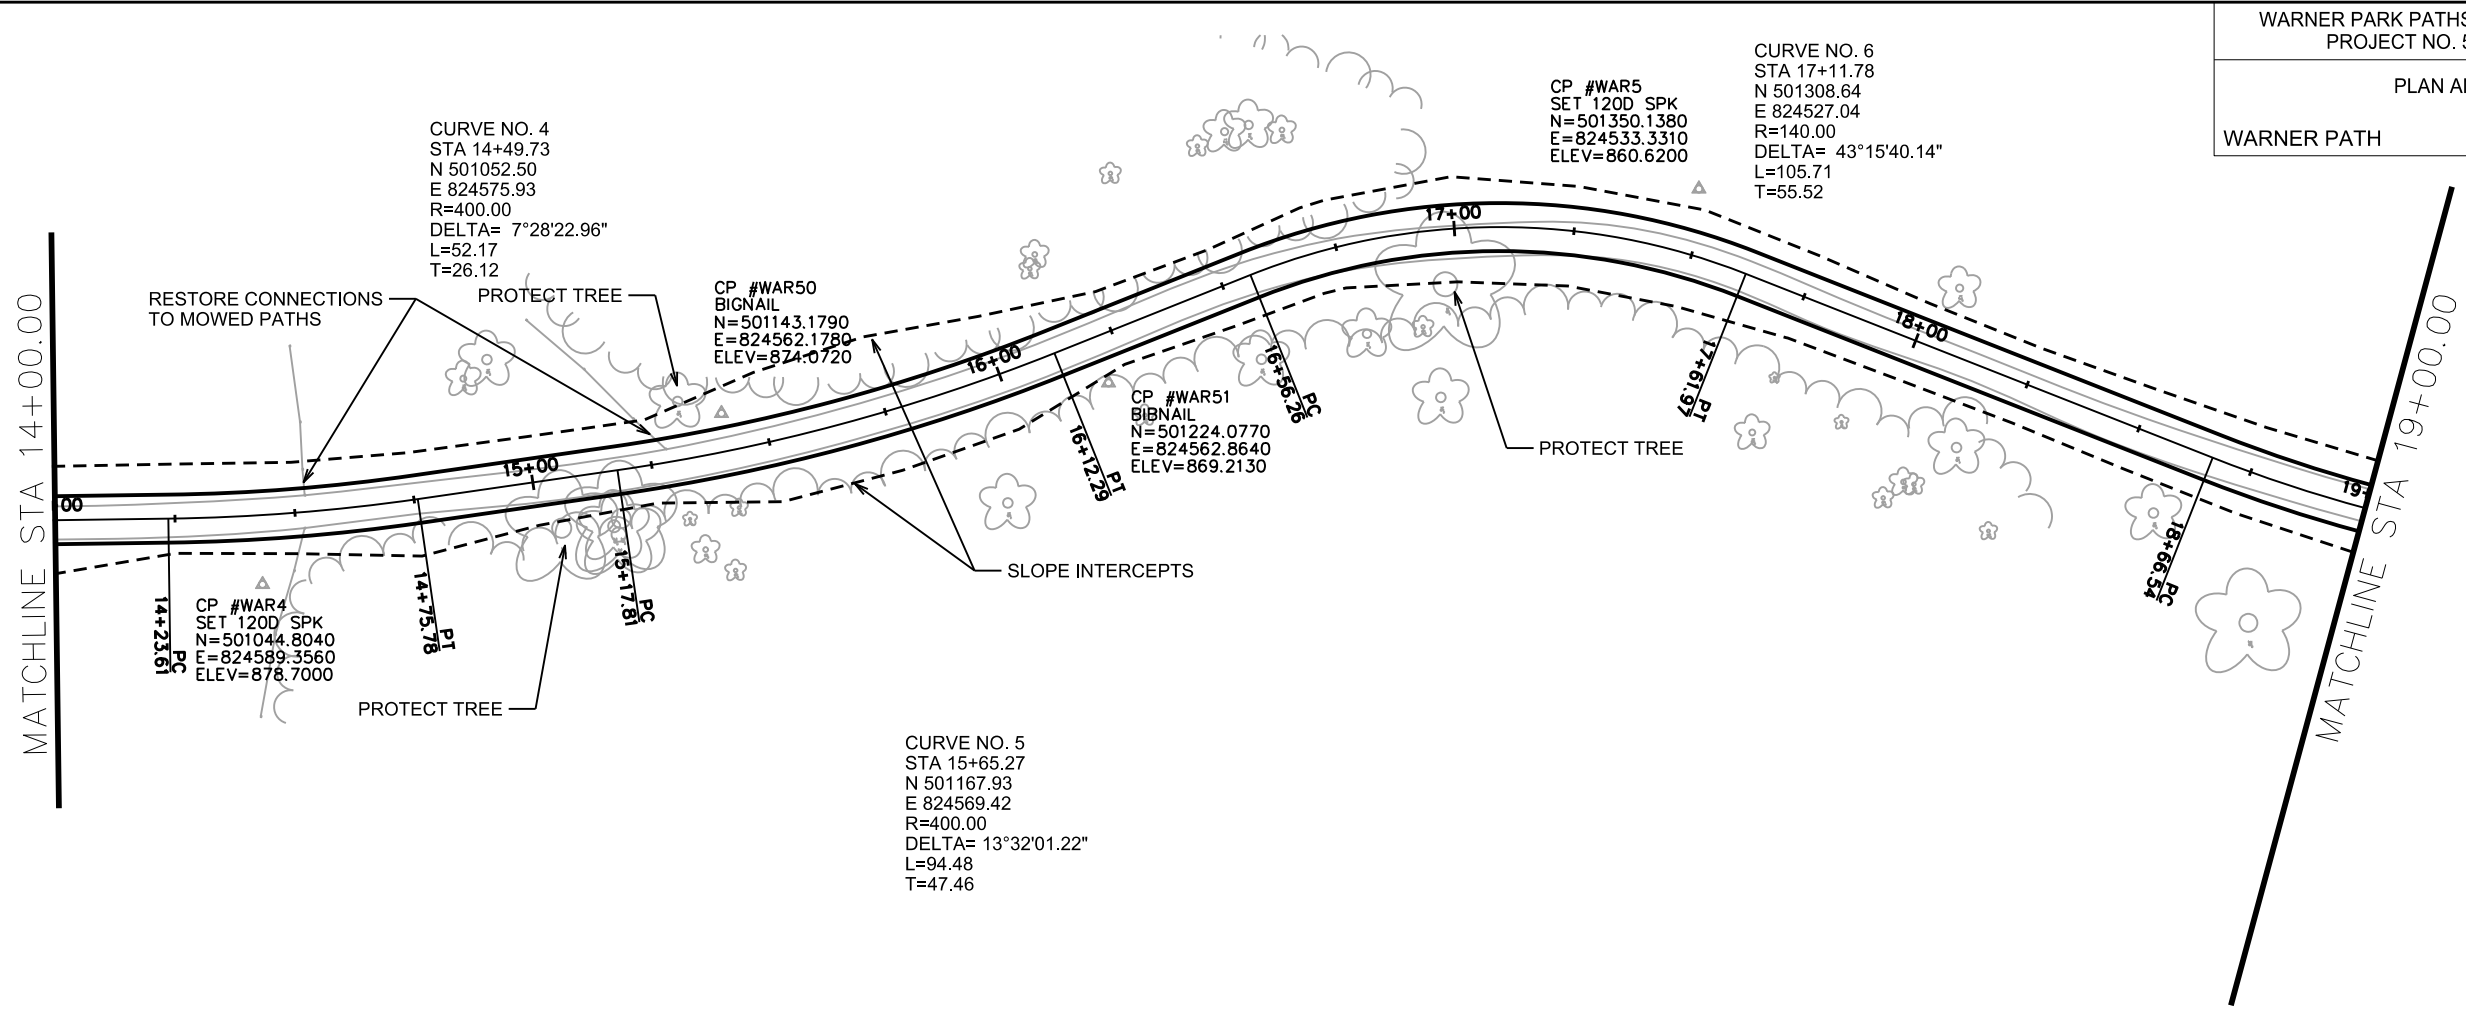 WARNER PARK PATHS
PROJECT NO. 5
PLAN
WARNER PATH
CURVE NO. 6
STA 17+11.78
N 501308.64
E 824527.04
R=140.00
DELTA= 43°15'40.14"
L=105.71
T=55.52
CP #WAR5
SET 120D SPK
N=501350.1380
E=824533.3310
ELEV=860.6200
CURVE NO. 4
STA 14+49.73
N 501052.50
E 824575.93
R=400.00
DELTA= 7°28'22.96"
L=52.17
T=26.12
RESTORE CONNECTIONS
TO MOWED PATHS
PROTECT TREE
CP #WAR50
BIGNAIL
N=501143.1790
E=824562.1780
ELEV=874.0720
MATCHLINE STA 14+00.00
00
15+00
16+00
17+00
18+00
19+
MATCHLINE STA 19+00.00
CP #WAR51
BIBNAIL
N=501224.0770
E=824562.8640
ELEV=869.2130
PROTECT TREE
SLOPE INTERCEPTS
14+23.61
PC
14+75.78
PT
15+17.81
PC
16+12.29
PT
16+56.26
PC
17+61.97
PT
18+66.54
PC
CP #WAR4
SET 120D SPK
N=501044.8040
E=824589.3560
ELEV=878.7000
PROTECT TREE
CURVE NO. 5
STA 15+65.27
N 501167.93
E 824569.42
R=400.00
DELTA= 13°32'01.22"
L=94.48
T=47.46